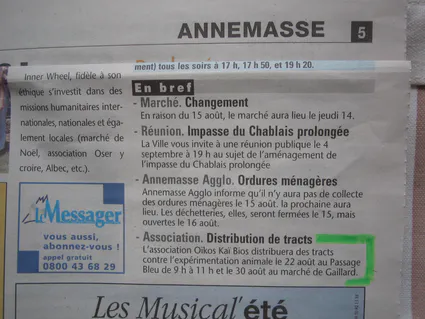 ANNEMASSE 5
ment) tous les soirs à 17 h, 17 h 50, et 19 h 20.
Inner Wheel, fidèle à son
éthique s'investit dans des
missions humanitaires inter-
nationales, nationales et éga-
lement locales (marché de
Noël, association Oser y
croire, Albec, etc.).
Le Messager
vous aussi,
abonnez-vous !
appel gratuit
0800 43 68 29
En bref
- Marché. Changement
En raison du 15 août, le marché aura lieu le jeudi 14.
- Réunion. Impasse du Chablais prolongée
La Ville vous invite à une réunion publique le 4
septembre à 19 h au sujet de l'aménagement de
l'impasse du Chablais prolongée
- Annemasse Agglo. Ordures ménagères
Annemasse Agglo informe qu'il n'y aura pas de collecte
des ordures ménagères le 15 août. la prochaine aura
lieu. Les déchetteries, elles, seront fermées le 15, mais
ouvertes le 16 août.
- Association. Distribution de tracts
L'association Oïkos Kaï Bios distribuera des tracts
contre l'expérimentation animale le 22 août au Passage
Bleu de 9 h à 11 h et le 30 août au marché de Gaillard.
Les Musical'été